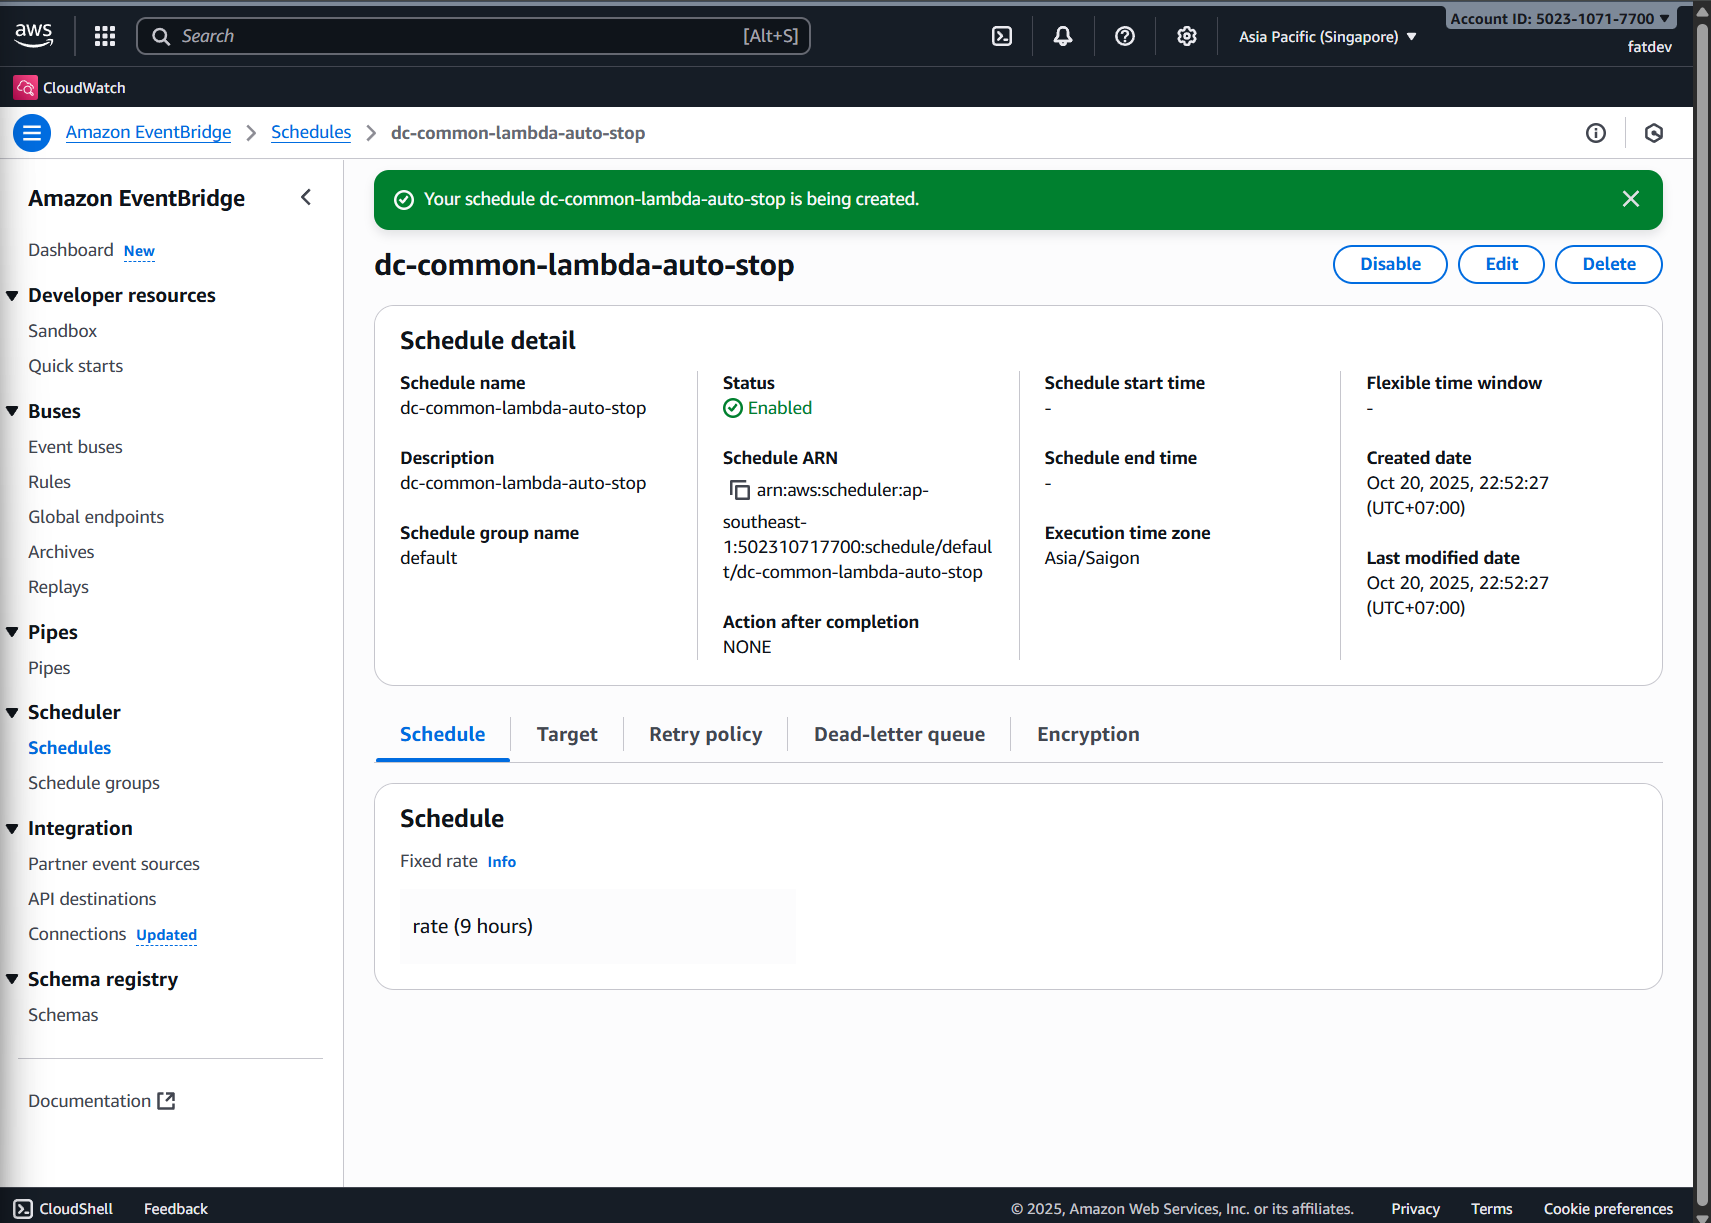 aws
Search
[Alt+S]
Asia Pacific (Singapore)
Account ID: 5023-1071-7700
fatdev
CloudWatch
Amazon EventBridge
Schedules
dc-common-lambda-auto-stop
Amazon EventBridge
Dashboard New
Developer resources
Sandbox
Quick starts
Buses
Event buses
Rules
Global endpoints
Archives
Replays
Pipes
Pipes
Scheduler
Schedules
Schedule groups
Integration
Partner event sources
API destinations
Connections Updated
Schema registry
Schemas
Documentation
Your schedule dc-common-lambda-auto-stop is being created.
dc-common-lambda-auto-stop
Disable
Edit
Delete
Schedule detail
Schedule name
dc-common-lambda-auto-stop
Description
dc-common-lambda-auto-stop
Schedule group name
default
Status
Enabled
Schedule ARN
arn:aws:scheduler:ap-
southeast-
1:502310717700:schedule/defaul
t/dc-common-lambda-auto-stop
Action after completion
NONE
Schedule start time
-
Schedule end time
-
Execution time zone
Asia/Saigon
Flexible time window
-
Created date
Oct 20, 2025, 22:52:27
(UTC+07:00)
Last modified date
Oct 20, 2025, 22:52:27
(UTC+07:00)
Schedule
Target
Retry policy
Dead-letter queue
Encryption
Schedule
Fixed rate Info
rate (9 hours)
CloudShell
Feedback
© 2025, Amazon Web Services, Inc. or its affiliates.
Privacy
Terms
Cookie preferences